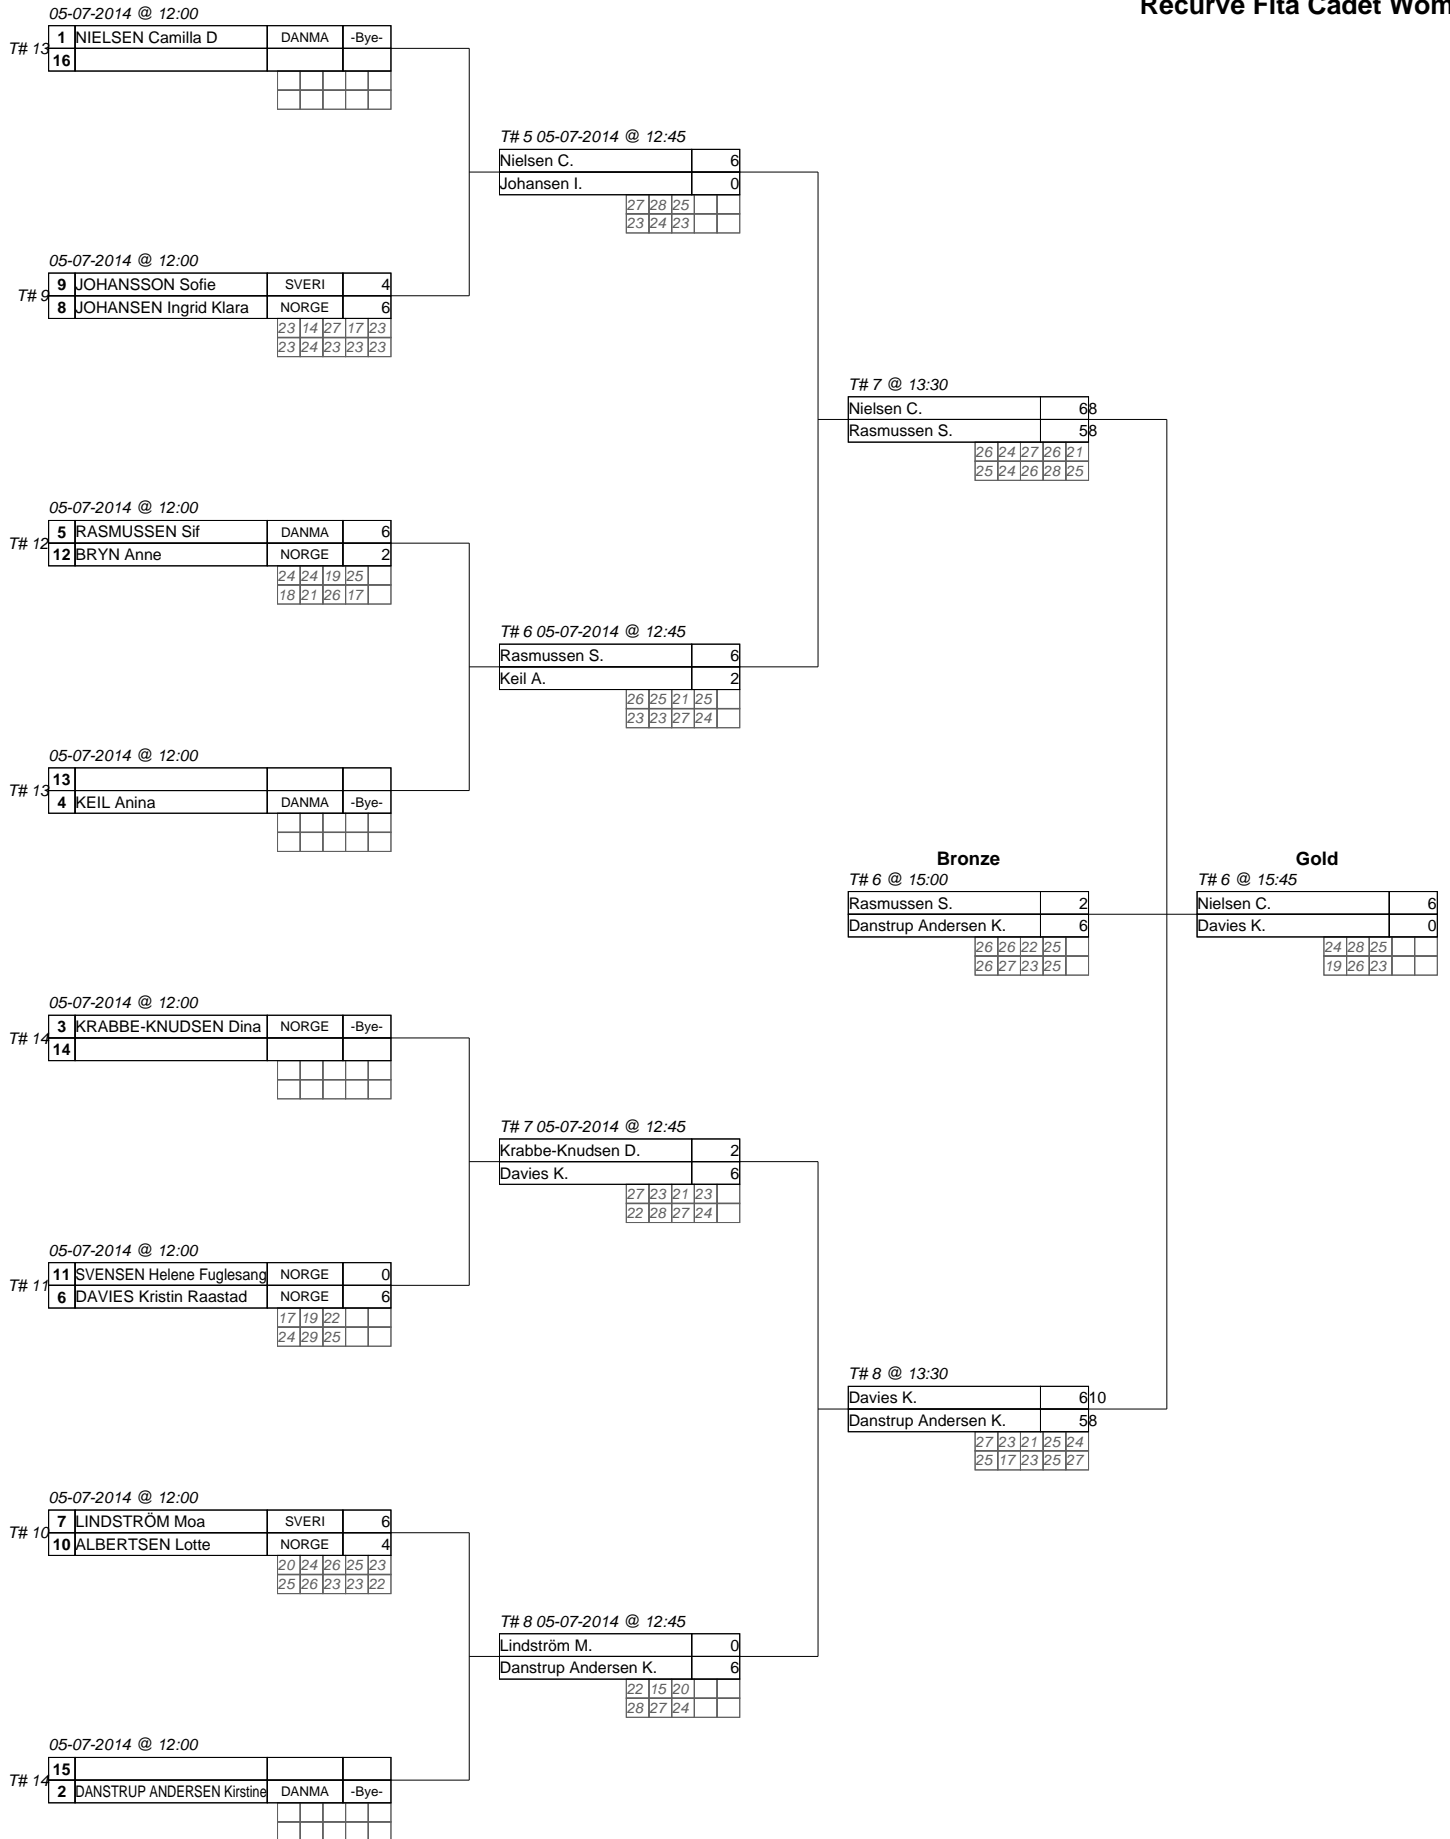 Recurve Fita Cadet Wom
05-07-2014 @ 12:00
T# 13 1 NIELSEN Camilla D DANMA -Bye-
16
T# 5 05-07-2014 @ 12:45
Nielsen C. 6
Johansen I. 0
27 28 25
23 24 23
05-07-2014 @ 12:00
T# 9 9 JOHANSSON Sofie SVERI 4
8 JOHANSEN Ingrid Klara NORGE 6
23 14 27 17 23
23 24 23 23 23
T# 7 @ 13:30
Nielsen C. 68
Rasmussen S. 58
26 24 27 26 21
25 24 26 28 25
05-07-2014 @ 12:00
T# 12 5 RASMUSSEN Sif DANMA 6
12 BRYN Anne NORGE 2
24 24 19 25
18 21 26 17
T# 6 05-07-2014 @ 12:45
Rasmussen S. 6
Keil A. 2
26 25 21 25
23 23 27 24
05-07-2014 @ 12:00
T# 13 13
4 KEIL Anina DANMA -Bye-
Bronze
T# 6 @ 15:00
Rasmussen S. 2
Danstrup Andersen K. 6
26 26 22 25
26 27 23 25
Gold
T# 6 @ 15:45
Nielsen C. 6
Davies K. 0
24 28 25
19 26 23
05-07-2014 @ 12:00
T# 14 3 KRABBE-KNUDSEN Dina NORGE -Bye-
14
T# 7 05-07-2014 @ 12:45
Krabbe-Knudsen D. 2
Davies K. 6
27 23 21 23
22 28 27 24
05-07-2014 @ 12:00
T# 11 11 SVENSEN Helene Fuglesang NORGE 0
6 DAVIES Kristin Raastad NORGE 6
17 19 22
24 29 25
T# 8 @ 13:30
Davies K. 610
Danstrup Andersen K. 58
27 23 21 25 24
25 17 23 25 27
05-07-2014 @ 12:00
T# 10 7 LINDSTRÖM Moa SVERI 6
10 ALBERTSEN Lotte NORGE 4
20 24 26 25 23
25 26 23 23 22
T# 8 05-07-2014 @ 12:45
Lindström M. 0
Danstrup Andersen K. 6
22 15 20
28 27 24
05-07-2014 @ 12:00
T# 14 15
2 DANSTRUP ANDERSEN Kirstine DANMA -Bye-